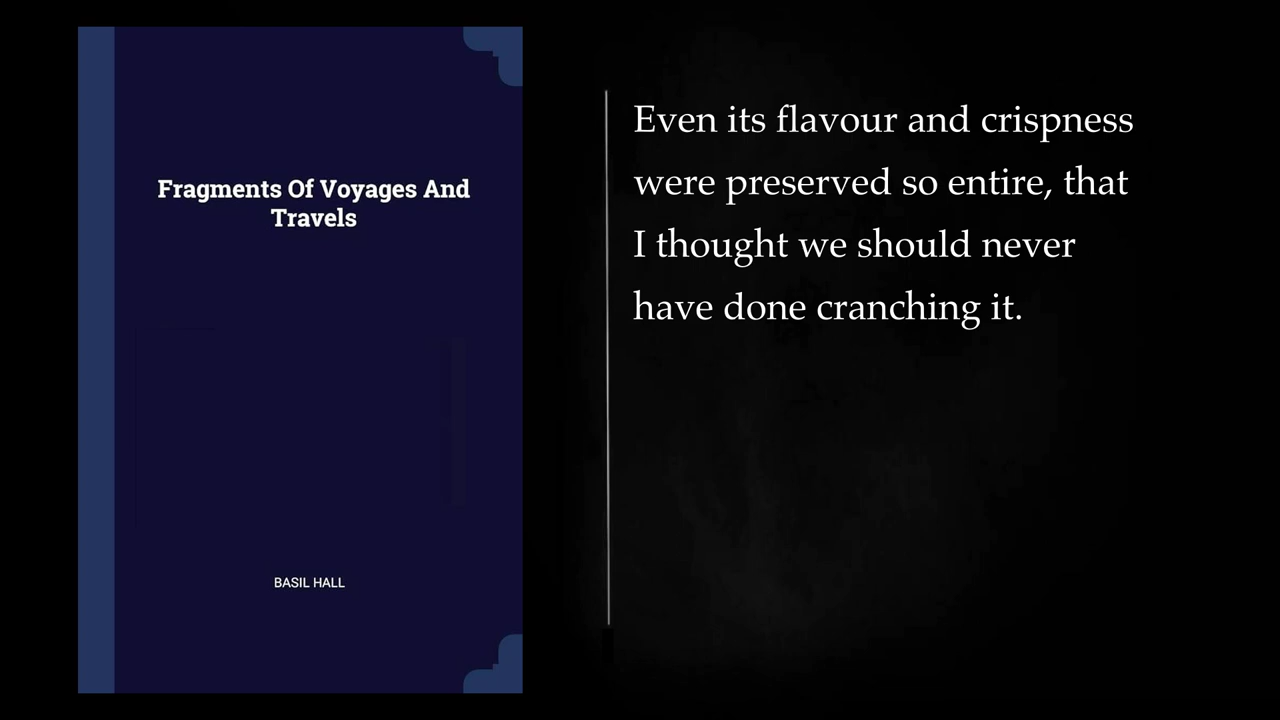 Fragments Of Voyages And
Travels
BASIL HALL
Even its flavour and crispness
were preserved so entire, that
I thought we should never
have done cranching it.